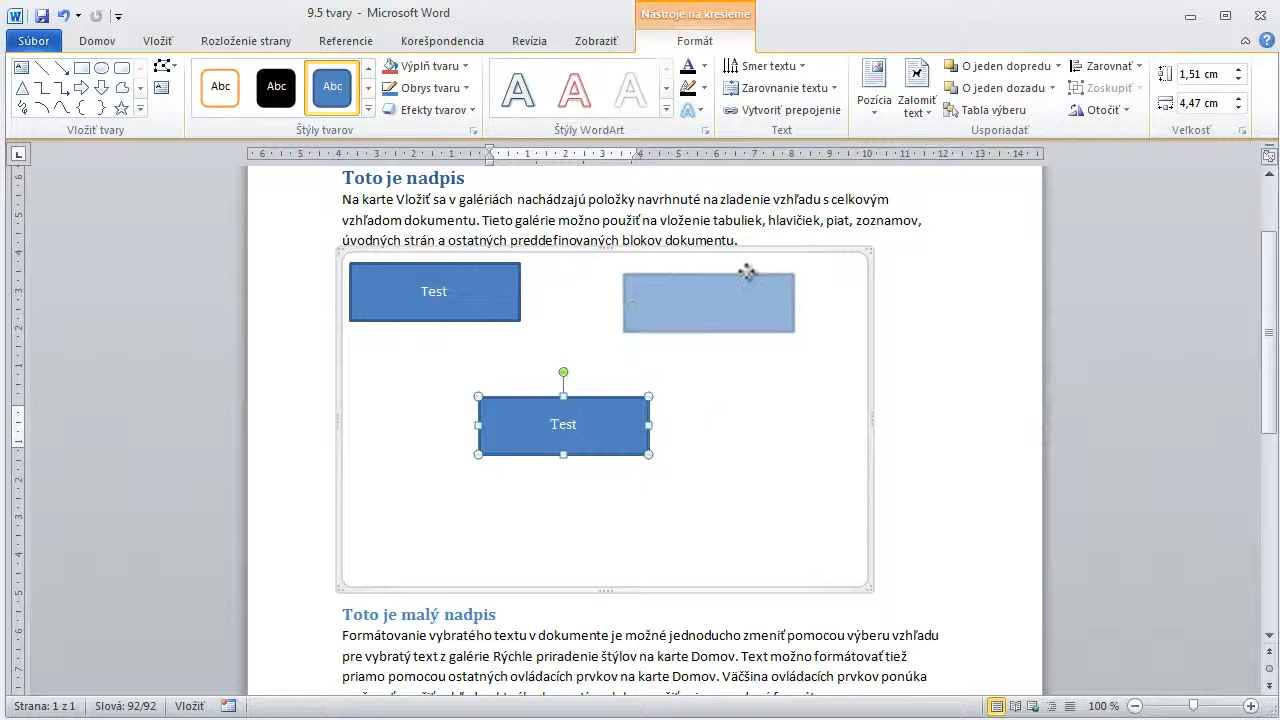 9.5 tvary - Microsoft Word
Nástroje na kreslenie
Súbor
Domov
Vložiť
Rozloženie strany
Referencie
Korešpondencia
Revízia
Zobraziť
Formát
Abc
Abc
Abc
Výplň tvaru
Obrys tvaru
Efekty tvarov
Smer textu
Zarovnanie textu
Vytvoriť prepojenie
Pozícia
Zalomiť text
O jeden dopredu
O jeden dozadu
Tabla výberu
Zarovnať
Zoskupiť
Otočiť
1,51 cm
4,47 cm
Vložiť tvary
Štýly tvarov
Štýly WordArt
Text
Usporiadať
Veľkosť
Toto je nadpis
Na karte Vložiť sa v galériách nachádzajú položky navrhnuté na zladenie vzhľadu s celkovým
vzhľadom dokumentu. Tieto galérie možno použiť na vloženie tabuliek, hlavičiek, piat, zoznamov,
úvodných strán a ostatných preddefinovaných blokov dokumentu.
Test
Test
Toto je malý nadpis
Formátovanie vybratého textu v dokumente je možné jednoducho zmeniť pomocou výberu vzhľadu
pre vybratý text z galérie Rýchle priradenie štýlov na karte Domov. Text možno formátovať tiež
priamo pomocou ostatných ovládacích prvkov na karte Domov. Väčšina ovládacích prvkov ponúka
Strana: 1 z 1
Slová: 92/92
Vložiť
100 %